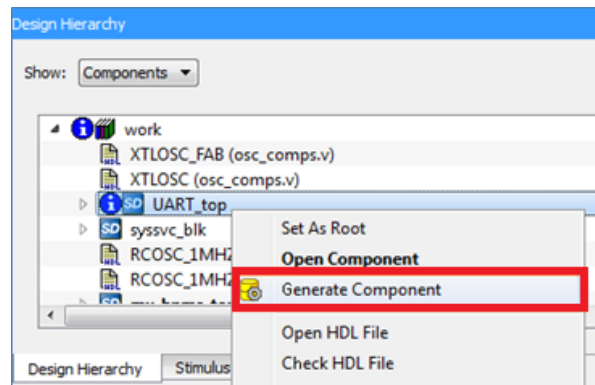 Design Hierarchy
Show: Components
work
XTLOSC_FAB (osc_comps.v)
XTLOSC (osc_comps.v)
SD UART_top
SD syssvc_blk
RCOSC_1MHZ
RCOSC_1MHZ
Set As Root
Open Component
Generate Component
Open HDL File
Check HDL File
Design Hierarchy
Stimulus